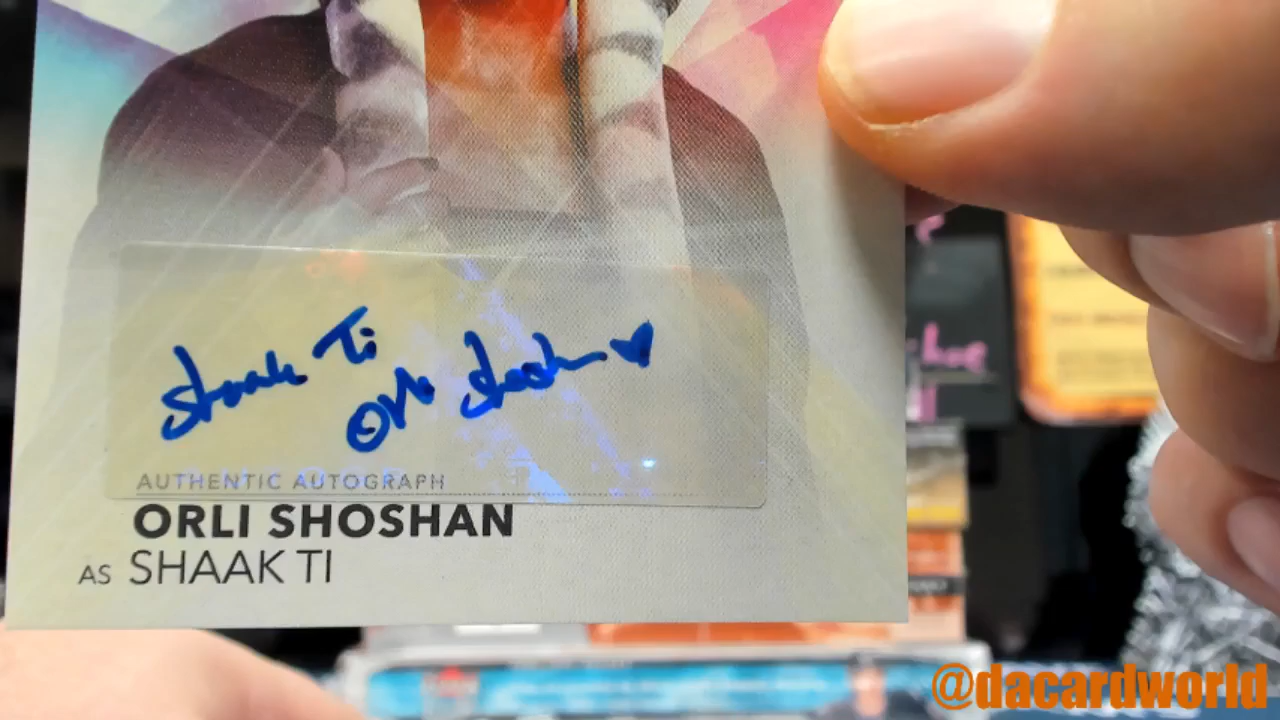 Shaak Ti
Orli Shoshan
AUTHENTIC AUTOGRAPH
ORLI SHOSHAN
AS SHAAK TI
@dacardworld